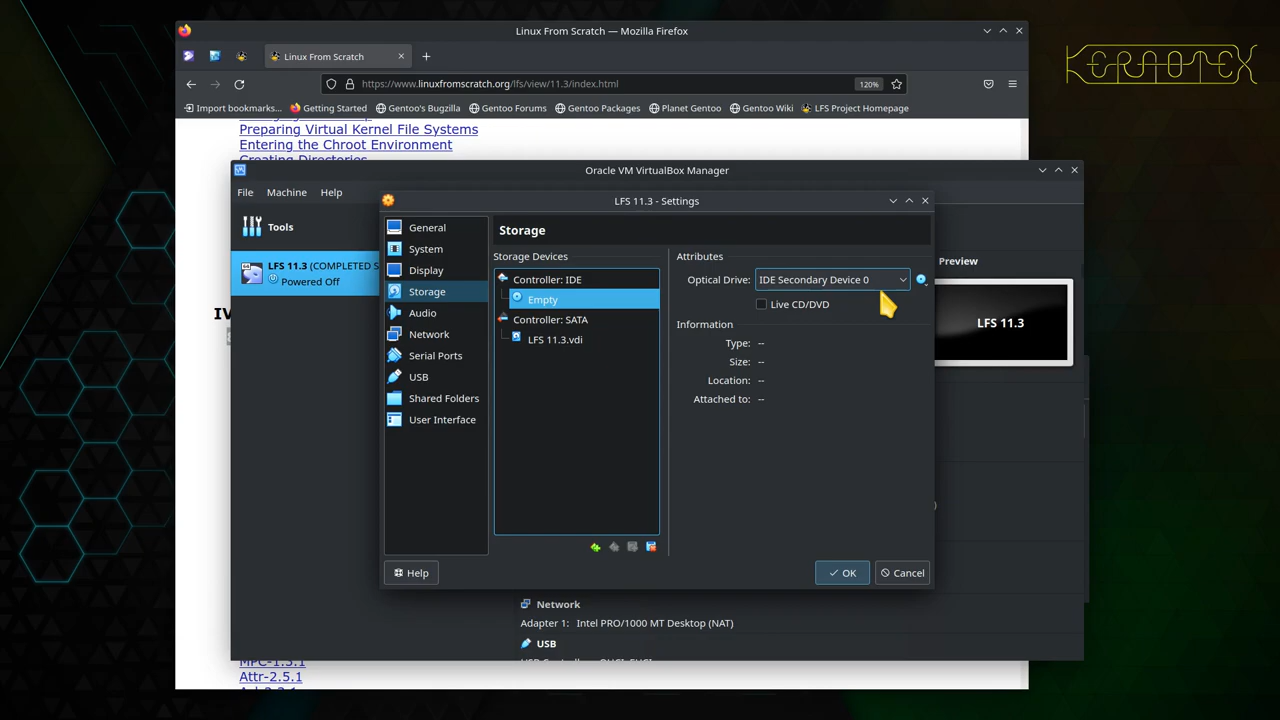 Linux From Scratch — Mozilla Firefox
KERAOTEX
Linux From Scratch
https://www.linuxfromscratch.org/lfs/view/11.3/index.html
120%
Import bookmarks...
Getting Started
Gentoo's Bugzilla
Gentoo Forums
Gentoo Packages
Planet Gentoo
Gentoo Wiki
LFS Project Homepage
Preparing Virtual Kernel File Systems
Entering the Chroot Environment
Creating Directories
Oracle VM VirtualBox Manager
File Machine Help
LFS 11.3 - Settings
Tools
LFS 11.3 (COMPLETED S
Powered Off
IV
General
System
Display
Storage
Audio
Network
Serial Ports
USB
Shared Folders
User Interface
Storage
Storage Devices
Controller: IDE
Empty
Controller: SATA
LFS 11.3.vdi
Attributes
Optical Drive: IDE Secondary Device 0
Live CD/DVD
Information
Type: --
Size: --
Location: --
Attached to: --
Preview
LFS 11.3
Help
OK
Cancel
Network
Adapter 1: Intel PRO/1000 MT Desktop (NAT)
USB
MPC-1.3.1
Attr-2.5.1